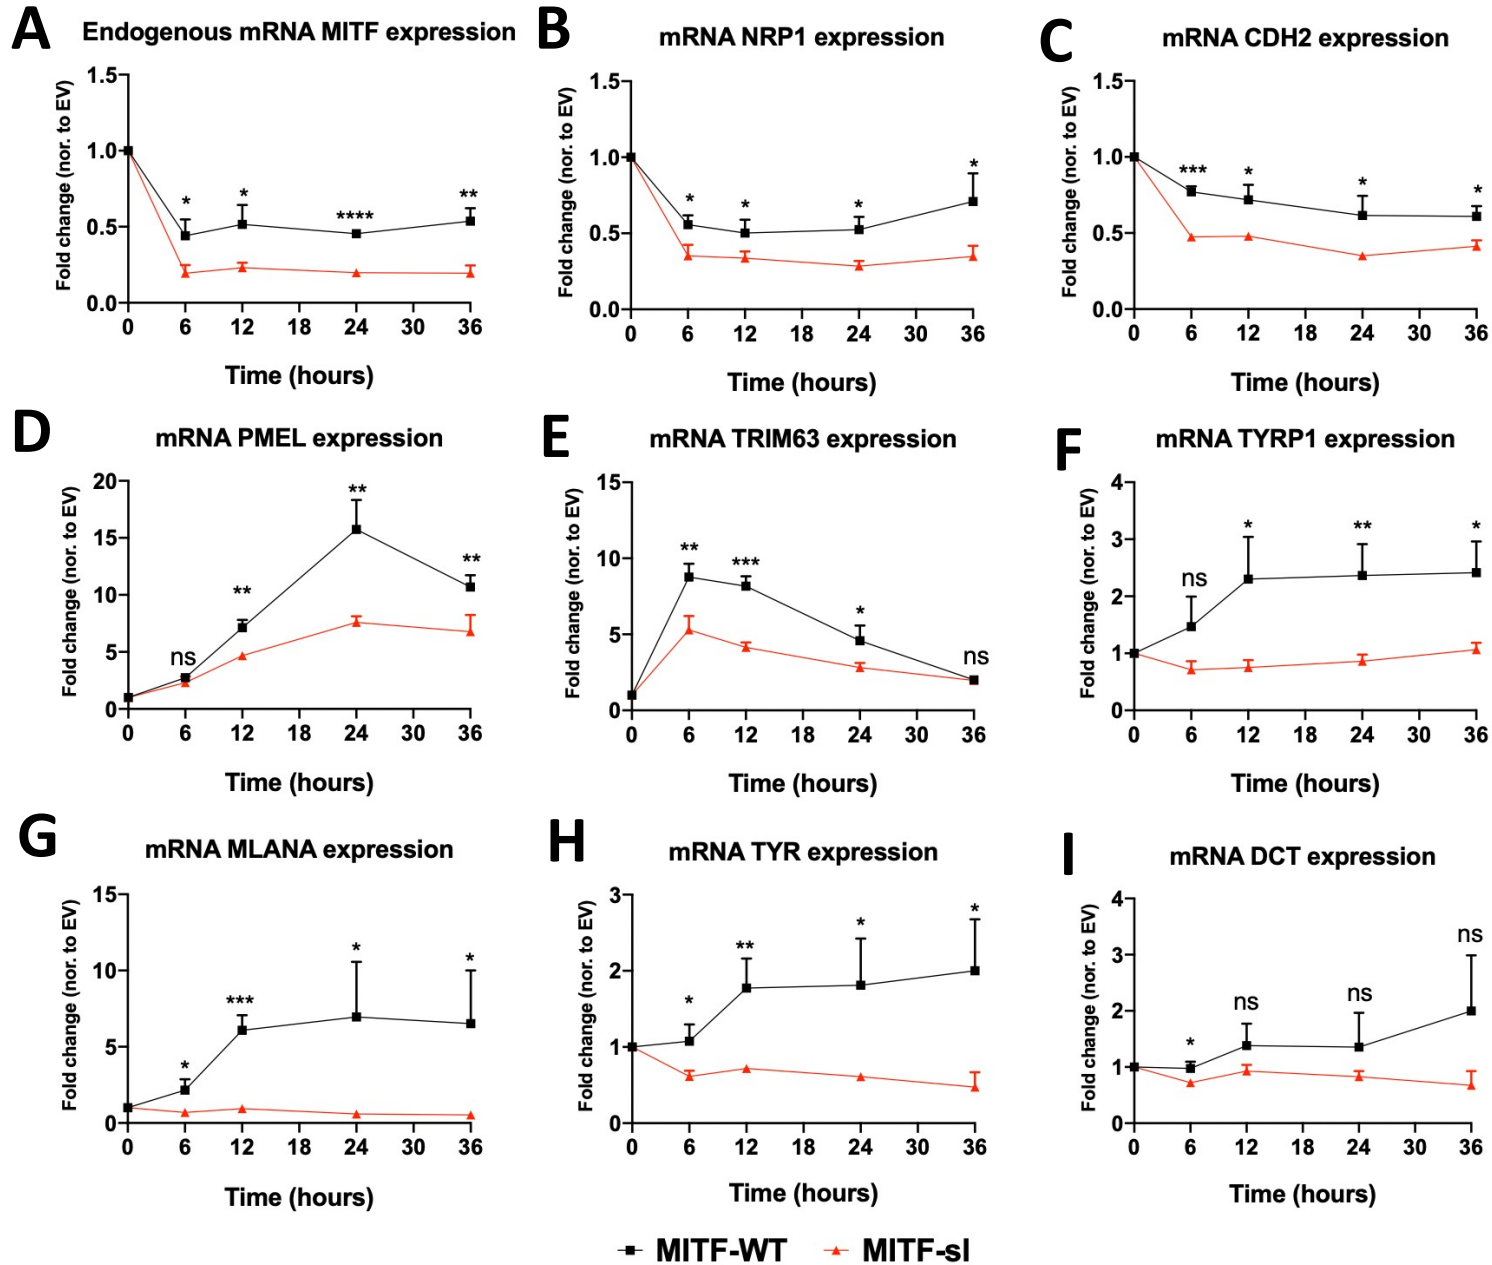 A
Endogenous mRNA MITF expression
Fold change (nor. to EV)
1.5
1.0
0.5
0.0
* * **** **
0 6 12 18 24 30 36
Time (hours)
B
mRNA NRP1 expression
Fold change (nor. to EV)
1.5
1.0
0.5
0.0
* * * *
0 6 12 18 24 30 36
Time (hours)
C
mRNA CDH2 expression
Fold change (nor. to EV)
1.5
1.0
0.5
0.0
*** * * *
0 6 12 18 24 30 36
Time (hours)
D
mRNA PMEL expression
Fold change (nor. to EV)
20
15
10
5
0
ns ** ** **
0 6 12 18 24 30 36
Time (hours)
E
mRNA TRIM63 expression
Fold change (nor. to EV)
15
10
5
0
** *** * ns
0 6 12 18 24 30 36
Time (hours)
F
mRNA TYRP1 expression
Fold change (nor. to EV)
4
3
2
1
0
ns * ** *
0 6 12 18 24 30 36
Time (hours)
G
mRNA MLANA expression
Fold change (nor. to EV)
15
10
5
0
* *** * *
0 6 12 18 24 30 36
Time (hours)
H
mRNA TYR expression
Fold change (nor. to EV)
3
2
1
0
* ** * *
0 6 12 18 24 30 36
Time (hours)
I
mRNA DCT expression
Fold change (nor. to EV)
4
3
2
1
0
* ns ns ns
0 6 12 18 24 30 36
Time (hours)
MITF-WT MITF-sl